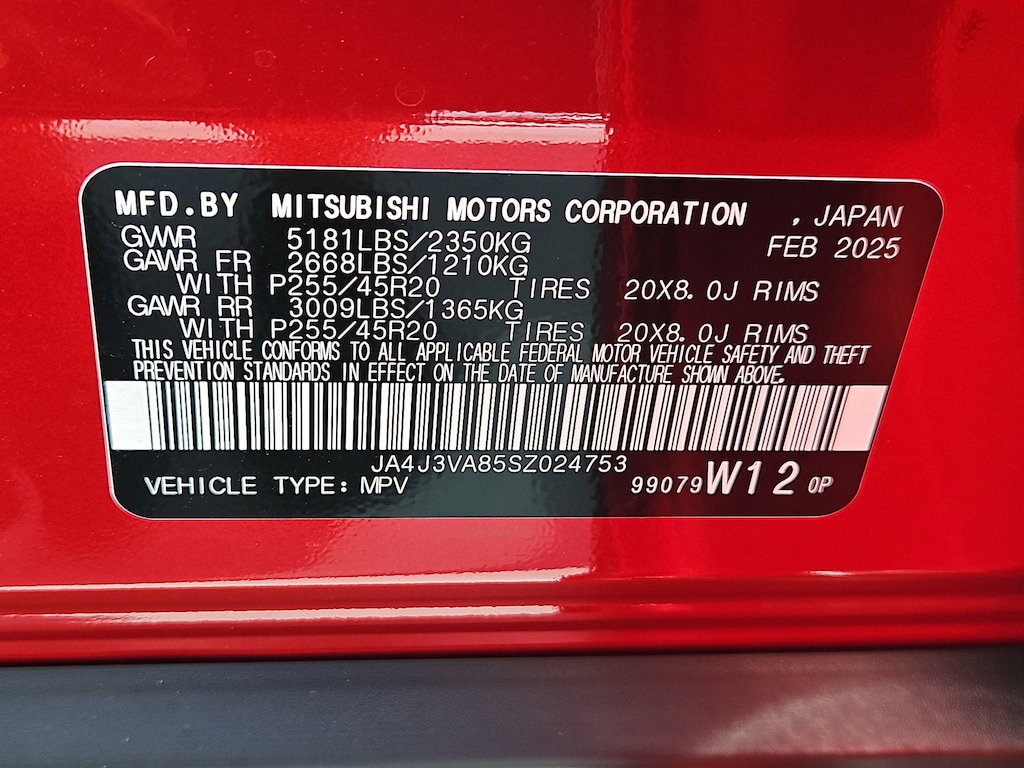 MFD.BY MITSUBISHI MOTORS CORPORATION , JAPAN
GVWR 5181LBS/2350KG FEB 2025
GAWR FR 2668LBS/1210KG
WITH P255/45R20 TIRES 20X8.0J RIMS
GAWR RR 3009LBS/1365KG
WITH P255/45R20 TIRES 20X8.0J RIMS
THIS VEHICLE CONFORMS TO ALL APPLICABLE FEDERAL MOTOR VEHICLE SAFETY AND THEFT
PREVENTION STANDARDS IN EFFECT ON THE DATE OF MANUFACTURE SHOWN ABOVE.
JA4J3VA85SZ024753
VEHICLE TYPE: MPV 99079W12 0P